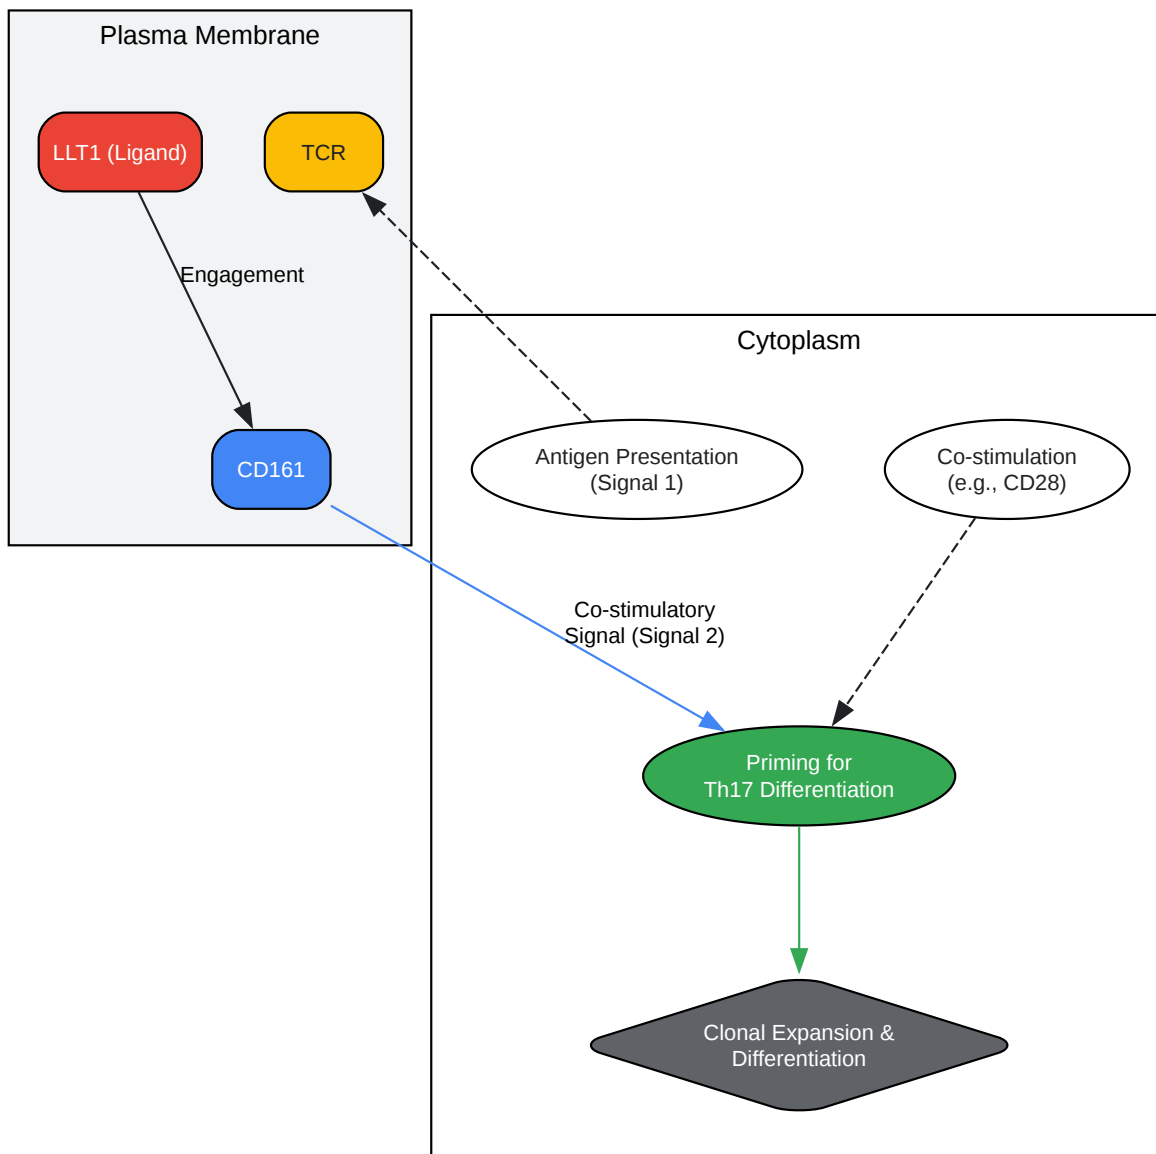 Plasma Membrane
LLT1 (Ligand)
TCR
Engagement
CD161
Cytoplasm
Antigen Presentation
(Signal 1)
Co-stimulation
(e.g., CD28)
Co-stimulatory
Signal (Signal 2)
Priming for
Th17 Differentiation
Clonal Expansion &
Differentiation